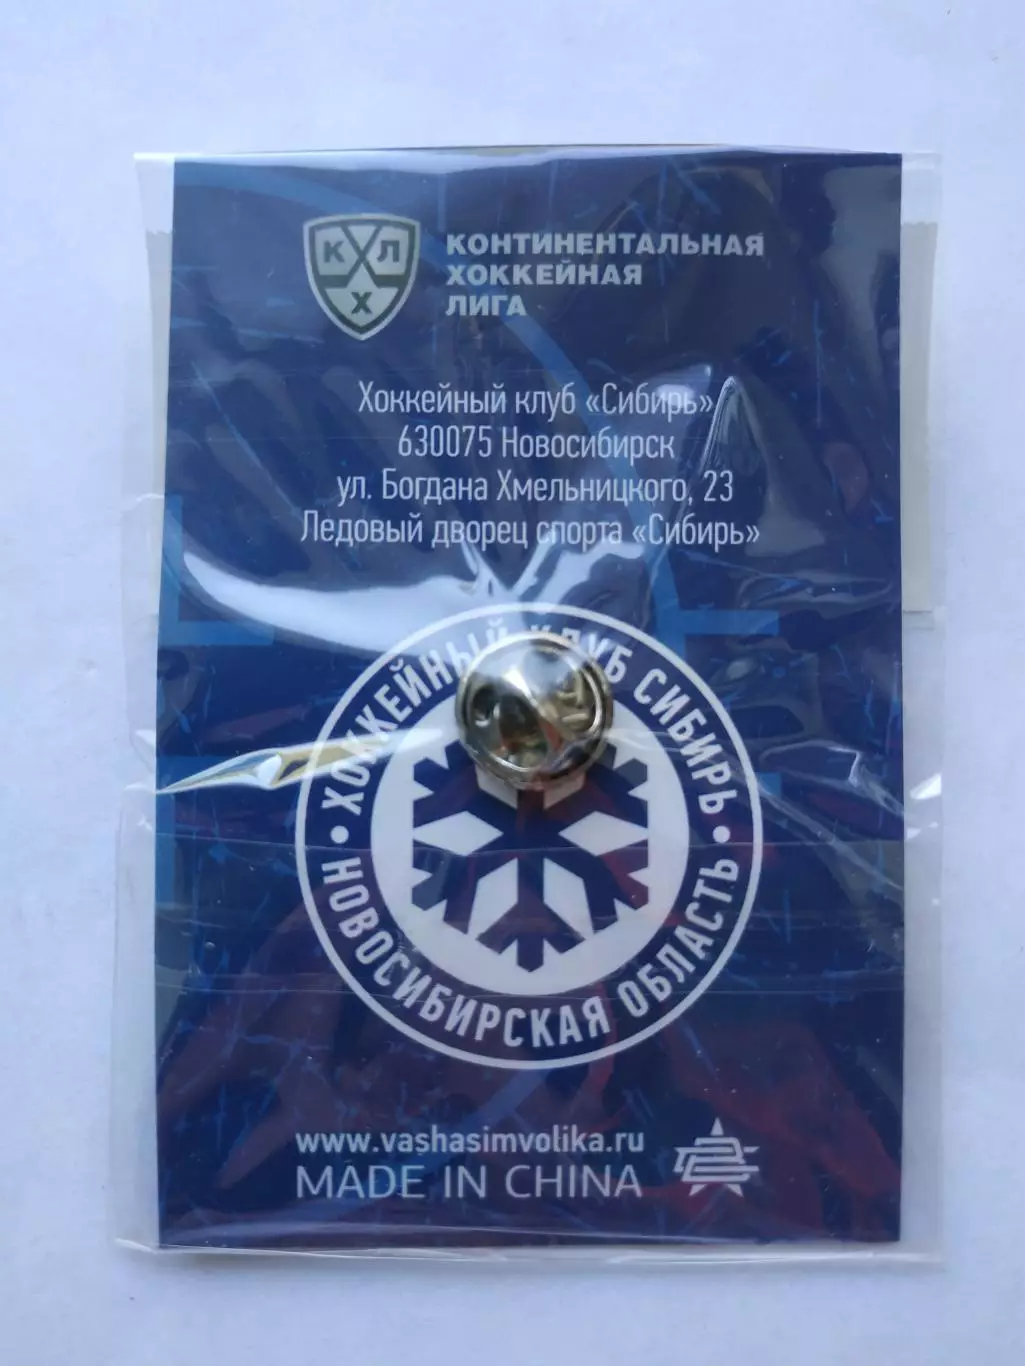 КХЛ
КОНТИНЕНТАЛЬНАЯ
ХОККЕЙНАЯ
ЛИГА
Хоккейный клуб «Сибирь»
630075 Новосибирск
ул. Богдана Хмельницкого, 23
Ледовый дворец спорта «Сибирь»
ХОККЕЙНЫЙ КЛУБ СИБИРЬ
• НОВОСИБИРСКАЯ ОБЛАСТЬ •
www.vashasimvolika.ru
MADE IN CHINA